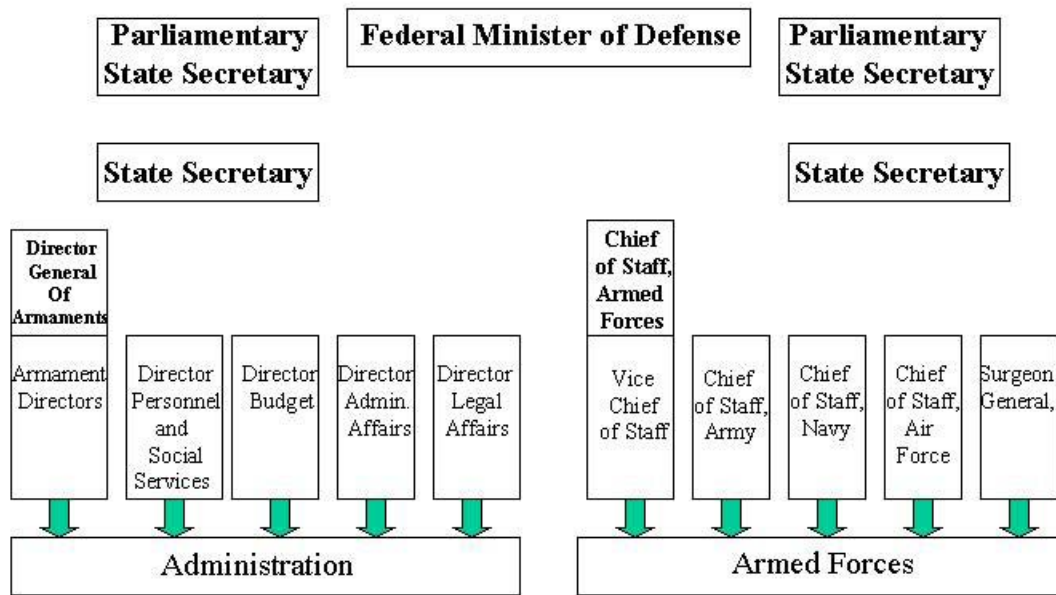 Parliamentary
State Secretary
Federal Minister of Defense
Parliamentary
State Secretary
State Secretary
State Secretary
Director
General
Of
Armaments
Chief
of Staff,
Armed
Forces
Armament
Directors
Director
Personnel
and
Social
Services
Director
Budget
Director
Admin.
Affairs
Director
Legal
Affairs
Vice
Chief
of Staff
Chief
of Staff,
Army
Chief
of Staff,
Navy
Chief
of Staff,
Air
Force
Surgeon
General,
Administration
Armed Forces